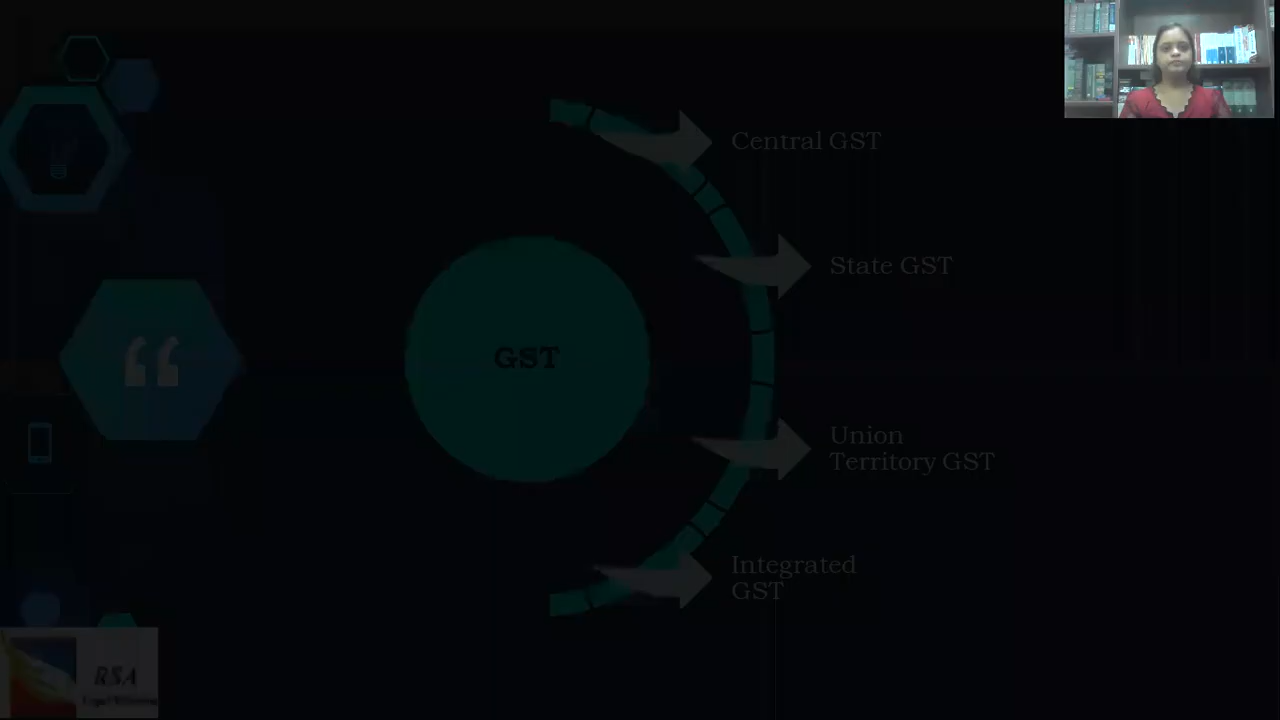 Central GST
State GST
GST
Union
Territory GST
Integrated
GST
RSA